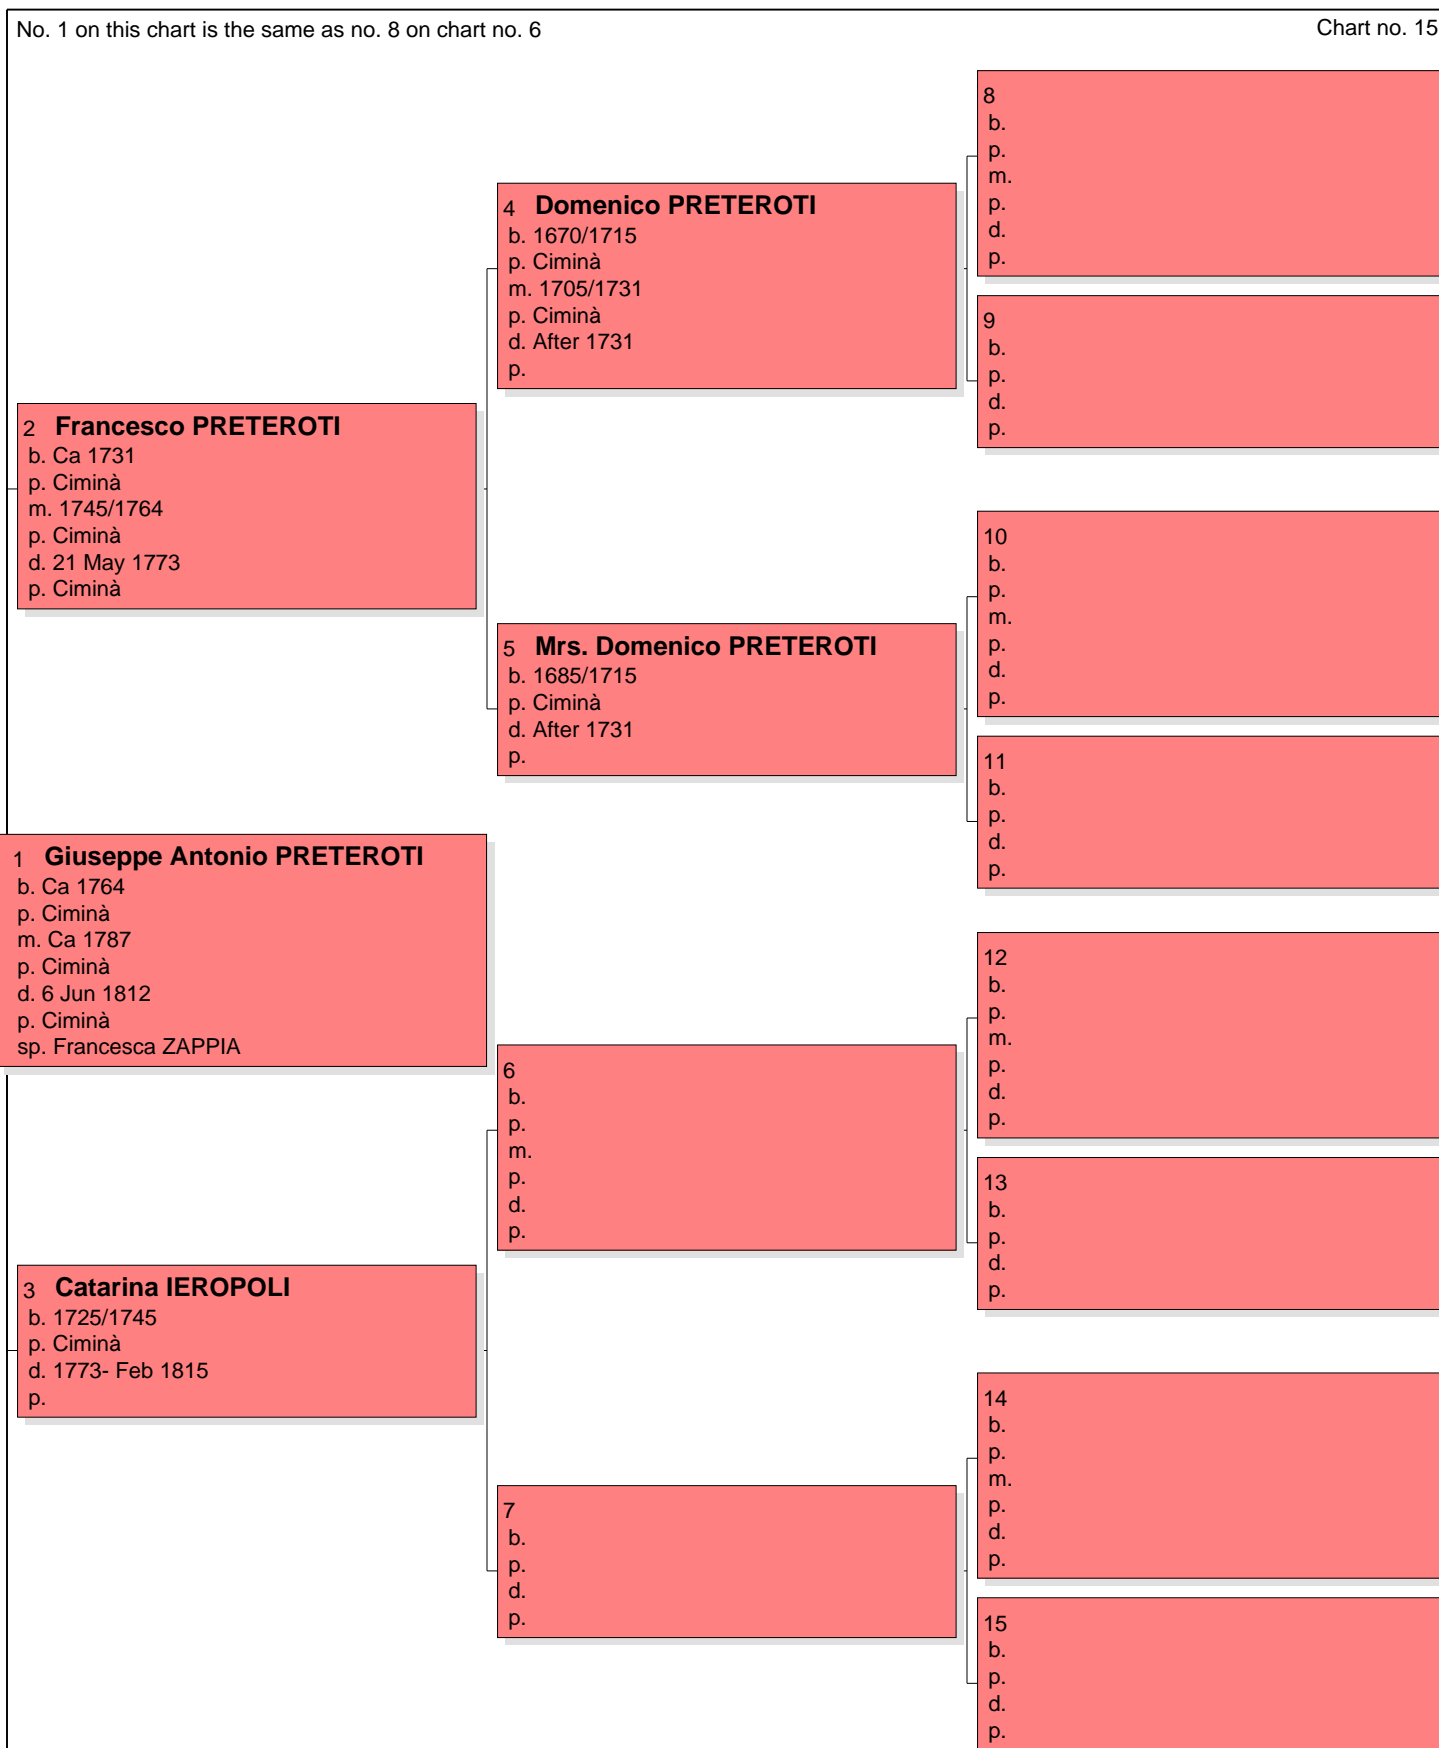 No. 1 on this chart is the same as no. 8 on chart no. 6
Chart no. 15
8
b.
p.
m.
p.
d.
p.
4 Domenico PRETEROTI
b. 1670/1715
p. Ciminà
m. 1705/1731
p. Ciminà
d. After 1731
p.
9
b.
p.
d.
p.
2 Francesco PRETEROTI
b. Ca 1731
p. Ciminà
m. 1745/1764
p. Ciminà
d. 21 May 1773
p. Ciminà
10
b.
p.
m.
p.
d.
p.
5 Mrs. Domenico PRETEROTI
b. 1685/1715
p. Ciminà
d. After 1731
p.
11
b.
p.
d.
p.
1 Giuseppe Antonio PRETEROTI
b. Ca 1764
p. Ciminà
m. Ca 1787
p. Ciminà
d. 6 Jun 1812
p. Ciminà
sp. Francesca ZAPPIA
12
b.
p.
m.
p.
d.
p.
6
b.
p.
m.
p.
d.
p.
13
b.
p.
d.
p.
3 Catarina IEROPOLI
b. 1725/1745
p. Ciminà
d. 1773- Feb 1815
p.
14
b.
p.
m.
p.
d.
p.
7
b.
p.
d.
p.
15
b.
p.
d.
p.